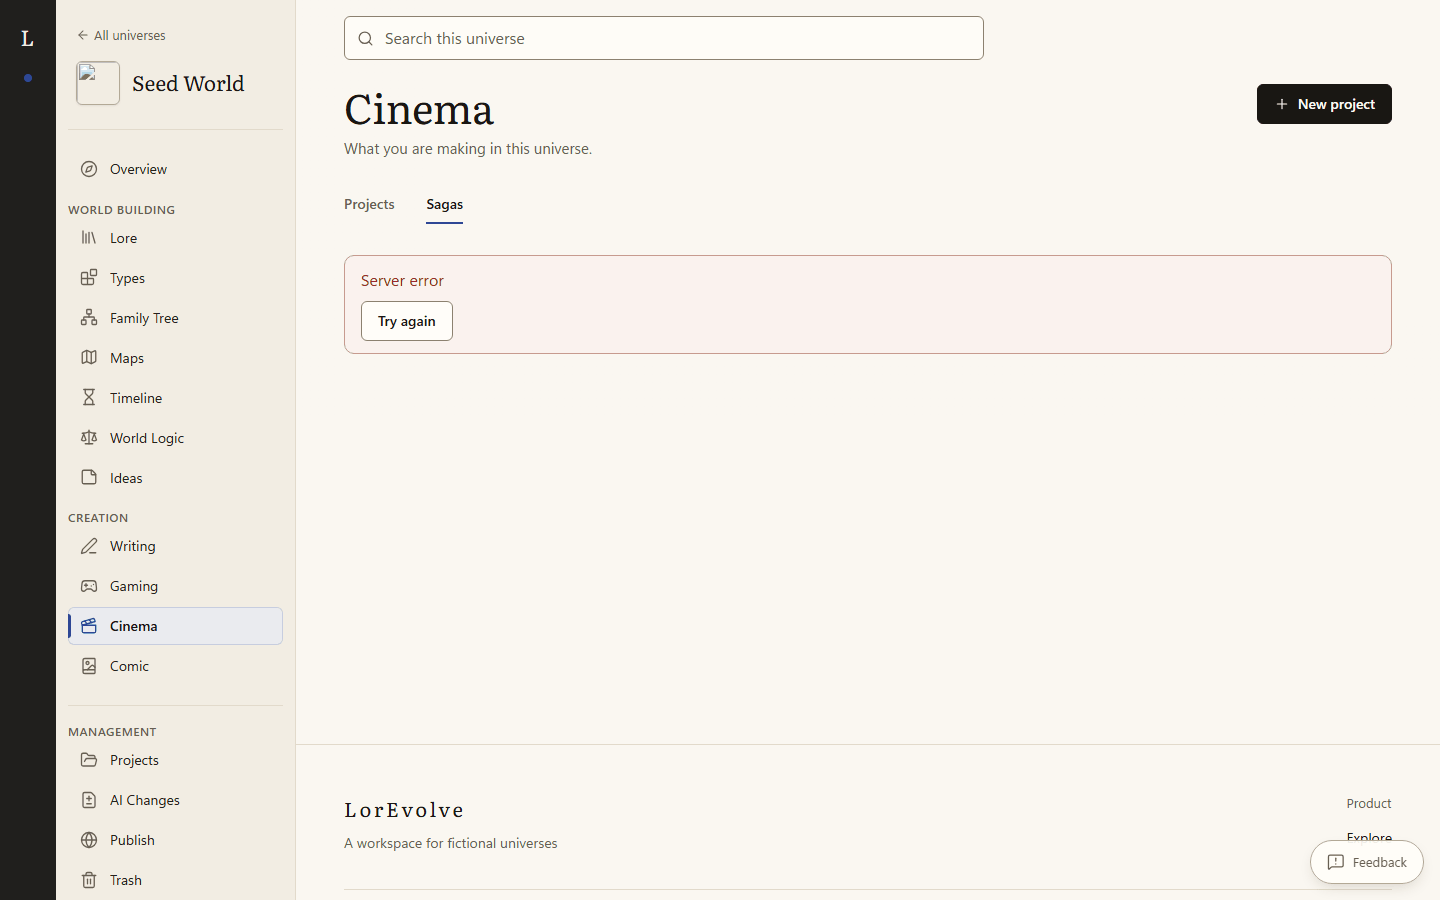 L
All universes
Seed World
Overview
WORLD BUILDING
Lore
Types
Family Tree
Maps
Timeline
World Logic
Ideas
CREATION
Writing
Gaming
Cinema
Comic
MANAGEMENT
Projects
AI Changes
Publish
Trash
Search this universe
Cinema
New project
What you are making in this universe.
Projects Sagas
Server error
Try again
LorEvolve
A workspace for fictional universes
Product
Explore
Feedback